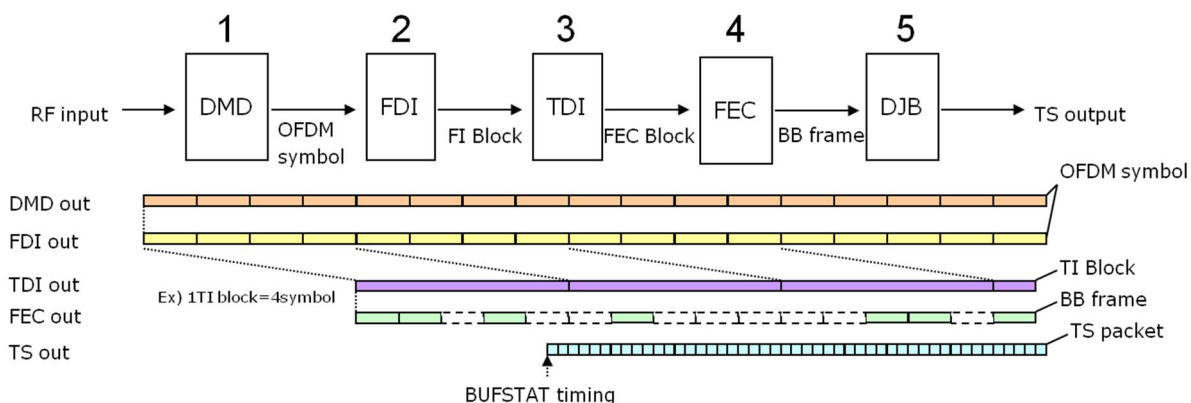 1 2 3 4 5
RF input DMD FDI TDI FEC DJB TS output
OFDM symbol FI Block FEC Block BB frame
OFDM symbol
DMD out
FDI out
TDI out
TI Block
Ex) 1TI block=4symbol
BB frame
FEC out
TS packet
TS out
BUFSTAT timing